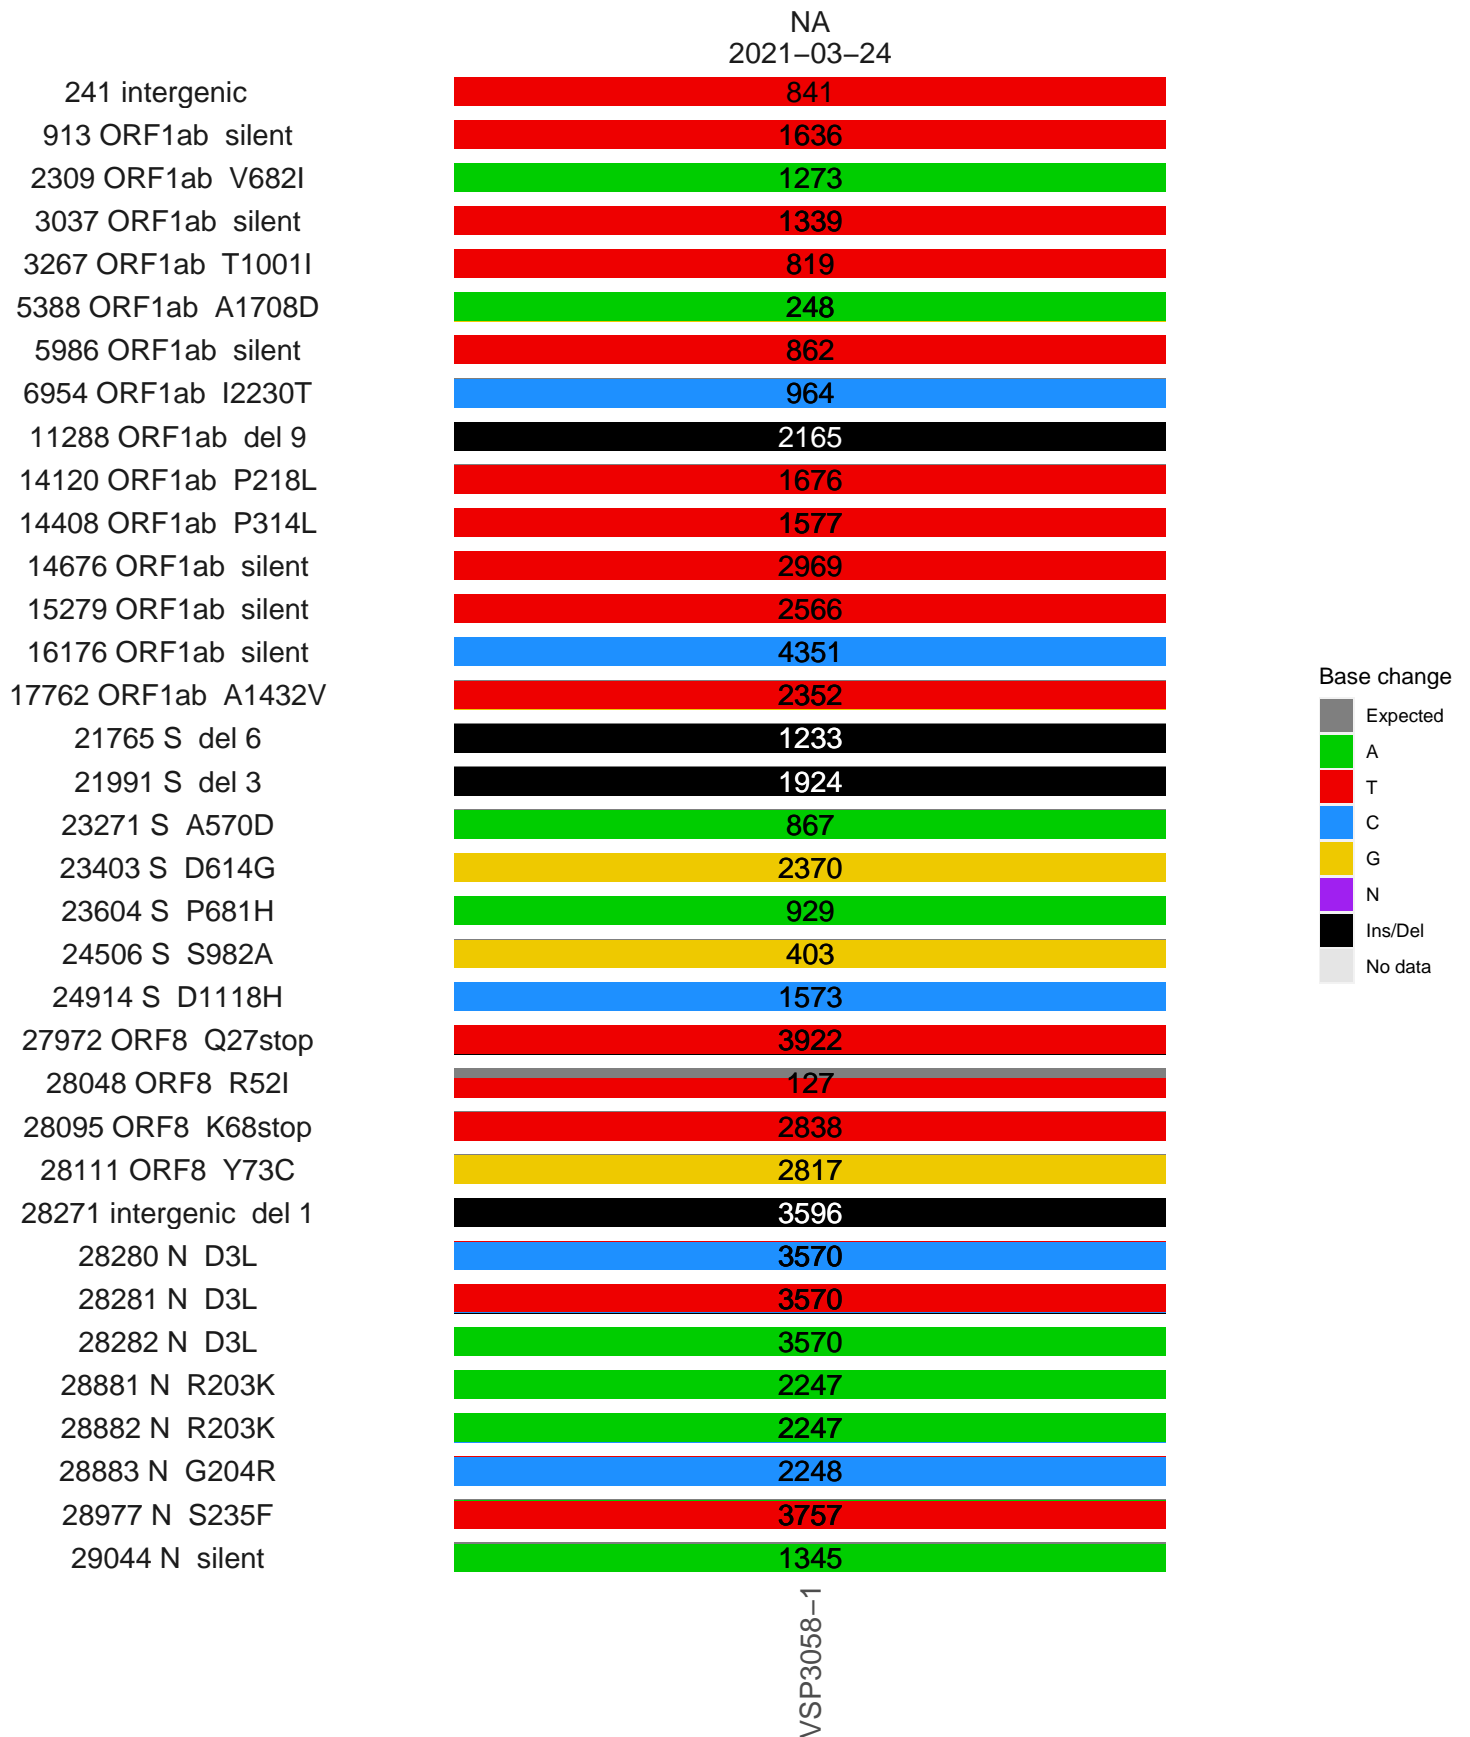 NA
2021−03−24
241 intergenic 841
913 ORF1ab silent 1636
2309 ORF1ab V682I 1273
3037 ORF1ab silent 1339
3267 ORF1ab T1001I 819
5388 ORF1ab A1708D 248
5986 ORF1ab silent 862
6954 ORF1ab I2230T 964
11288 ORF1ab del 9 2165
14120 ORF1ab P218L 1676
14408 ORF1ab P314L 1577
14676 ORF1ab silent 2969
15279 ORF1ab silent 2566
16176 ORF1ab silent 4351
17762 ORF1ab A1432V 2352
21765 S del 6 1233
21991 S del 3 1924
23271 S A570D 867
23403 S D614G 2370
23604 S P681H 929
24506 S S982A 403
24914 S D1118H 1573
27972 ORF8 Q27stop 3922
28048 ORF8 R52I 127
28095 ORF8 K68stop 2838
28111 ORF8 Y73C 2817
28271 intergenic del 1 3596
28280 N D3L 3570
28281 N D3L 3570
28282 N D3L 3570
28881 N R203K 2247
28882 N R203K 2247
28883 N G204R 2248
28977 N S235F 3757
29044 N silent 1345
VSP3058−1
Base change
Expected
A
T
C
G
N
Ins/Del
No data